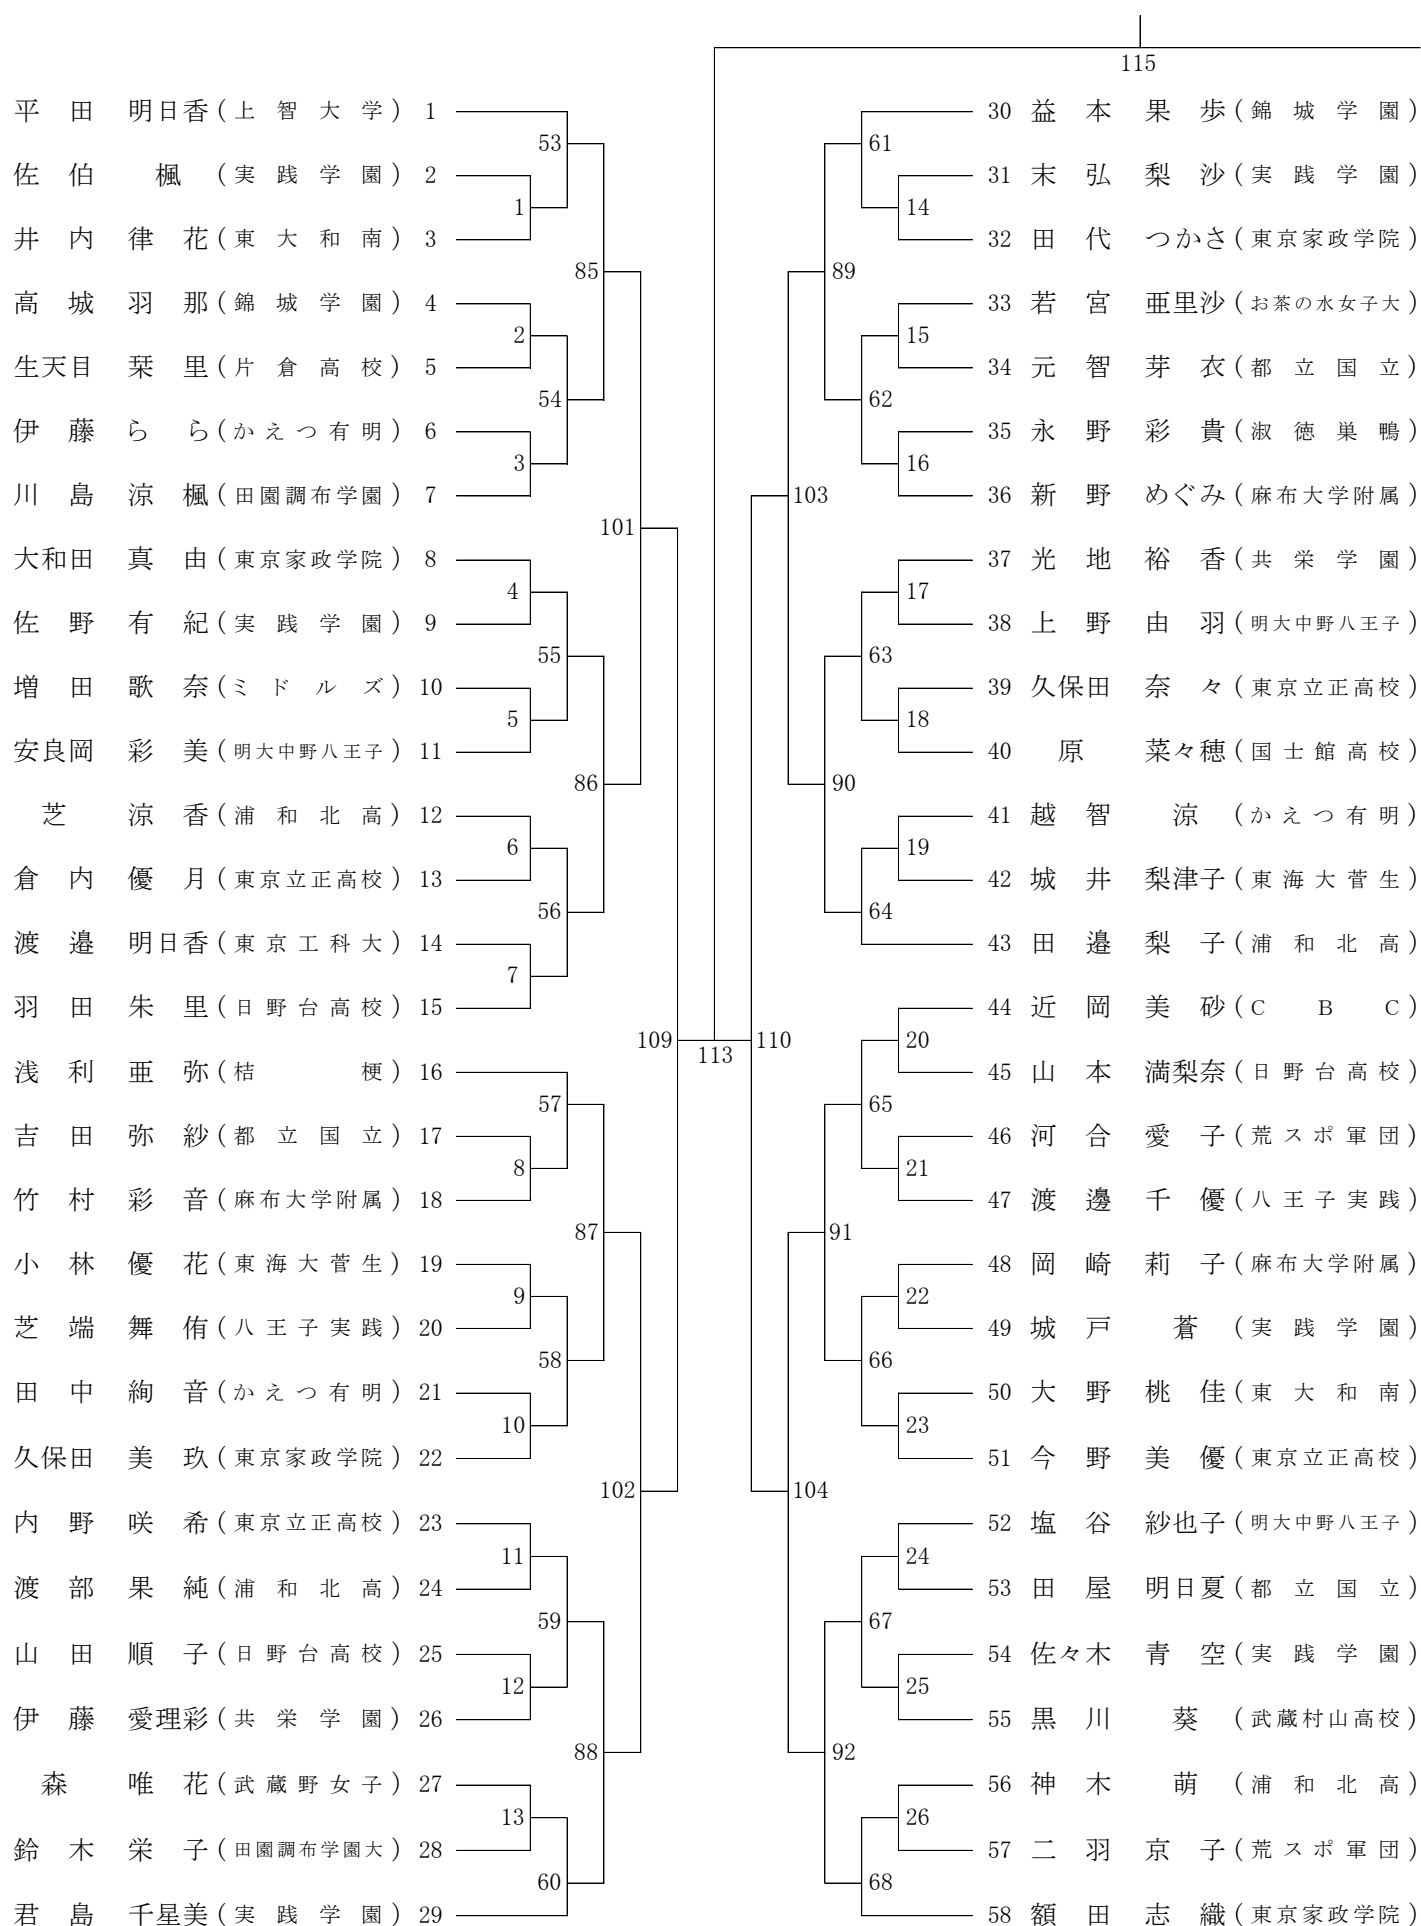 115
平田 明日香(上智大学) 1
佐伯 楓(実践学園) 2
井内 律花(東大和南) 3
高城 羽那(錦城学園) 4
生天目 栞里(片倉高校) 5
伊藤 らら(かえつ有明) 6
川島 涼楓(田園調布学園) 7
大和田 真由(東京家政学院) 8
佐野 有紀(実践学園) 9
増田 歌奈(ミドルズ) 10
安良岡 彩美(明大中野八王子) 11
芝 涼香(浦和北高) 12
倉内 優月(東京立正高校) 13
渡邉 明日香(東京工科大) 14
羽田 朱里(日野台高校) 15
浅利 亜弥(桔梗) 16
吉田 弥紗(都立国立) 17
竹村 彩音(麻布大学附属) 18
小林 優花(東海大菅生) 19
芝端 舞侑(八王子実践) 20
田中 絢音(かえつ有明) 21
久保田 美玖(東京家政学院) 22
内野 咲希(東京立正高校) 23
渡部 果純(浦和北高) 24
山田 順子(日野台高校) 25
伊藤 愛理彩(共栄学園) 26
森 唯花(武蔵野女子) 27
鈴木 栄子(田園調布学園大) 28
君島 千星美(実践学園) 29
1
2
3
4
5
6
7
8
9
10
11
12
13
53
54
55
56
57
58
59
60
85
86
87
88
101
102
109
113
110
103
104
89
90
91
92
61
62
63
64
65
66
67
68
14
15
16
17
18
19
20
21
22
23
24
25
26
30 益本 果歩(錦城学園)
31 末弘 梨沙(実践学園)
32 田代 つかさ(東京家政学院)
33 若宮 亜里沙(お茶の水女子大)
34 元智 芽衣(都立国立)
35 永野 彩貴(淑徳巣鴨)
36 新野 めぐみ(麻布大学附属)
37 光地 裕香(共栄学園)
38 上野 由羽(明大中野八王子)
39 久保田 奈々(東京立正高校)
40 原 菜々穂(国士館高校)
41 越智 涼(かえつ有明)
42 城井 梨津子(東海大菅生)
43 田邉 梨子(浦和北高)
44 近岡 美砂(CBC)
45 山本 満梨奈(日野台高校)
46 河合 愛子(荒スポ軍団)
47 渡邊 千優(八王子実践)
48 岡崎 莉子(麻布大学附属)
49 城戸 蒼(実践学園)
50 大野 桃佳(東大和南)
51 今野 美優(東京立正高校)
52 塩谷 紗也子(明大中野八王子)
53 田屋 明日夏(都立国立)
54 佐々木 青空(実践学園)
55 黒川 葵(武蔵村山高校)
56 神木 萌(浦和北高)
57 二羽 京子(荒スポ軍団)
58 額田 志織(東京家政学院)